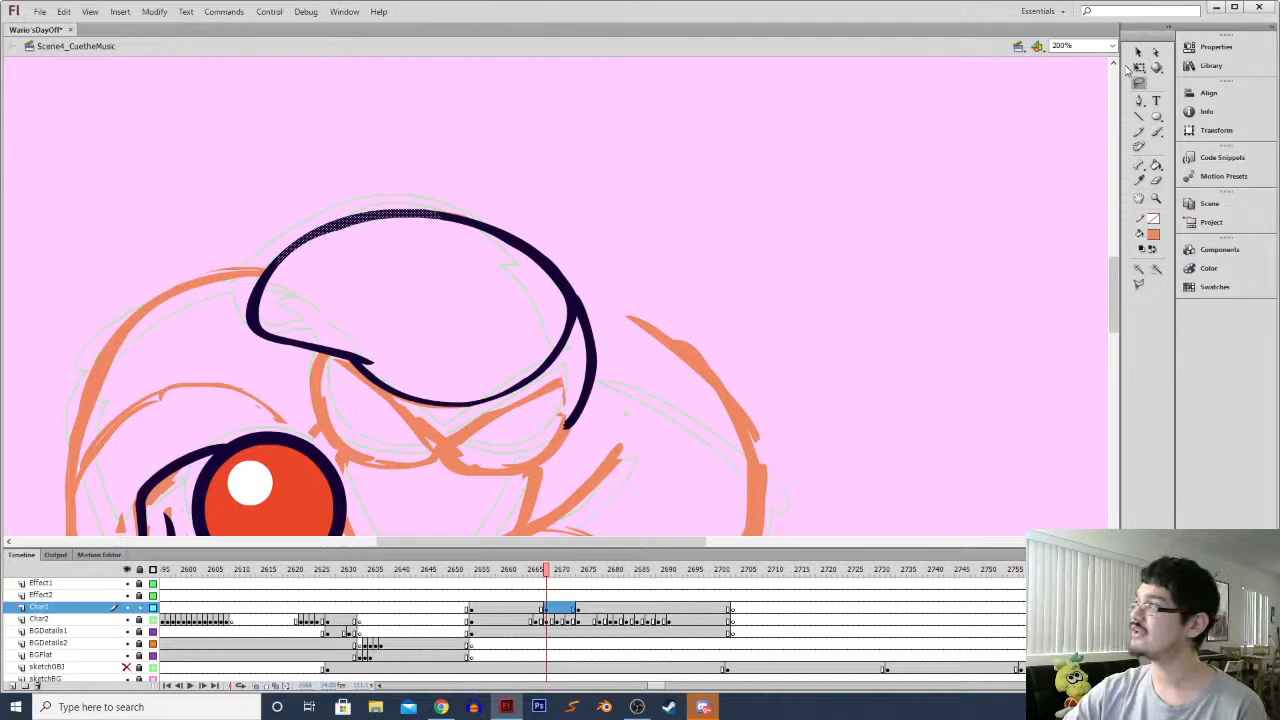 Fl File Edit View Insert Modify Text Commands Control Debug Window Help Essentials
Wario'sDayOff* ×
Scene4_CuetheMusic 200%
Properties
Library
Align
Info
Transform
Code Snippets
Motion Presets
Scene
Project
Components
Color
Swatches
Timeline Output Motion Editor
2600 2605 2610 2615 2620 2625 2630 2635 2640 2645 2650 2655 2660 2665 2670 2675 2680 2685 2690 2695 2700 2705 2710 2715 2720 2725 2730 2735 2740 2745 2750 2755
Effect1
Effect2
Char1
Char2
BGDetails1
BGDetails2
BGFlat
sketchOBJ
sketchBG
24.00fps
Type here to search